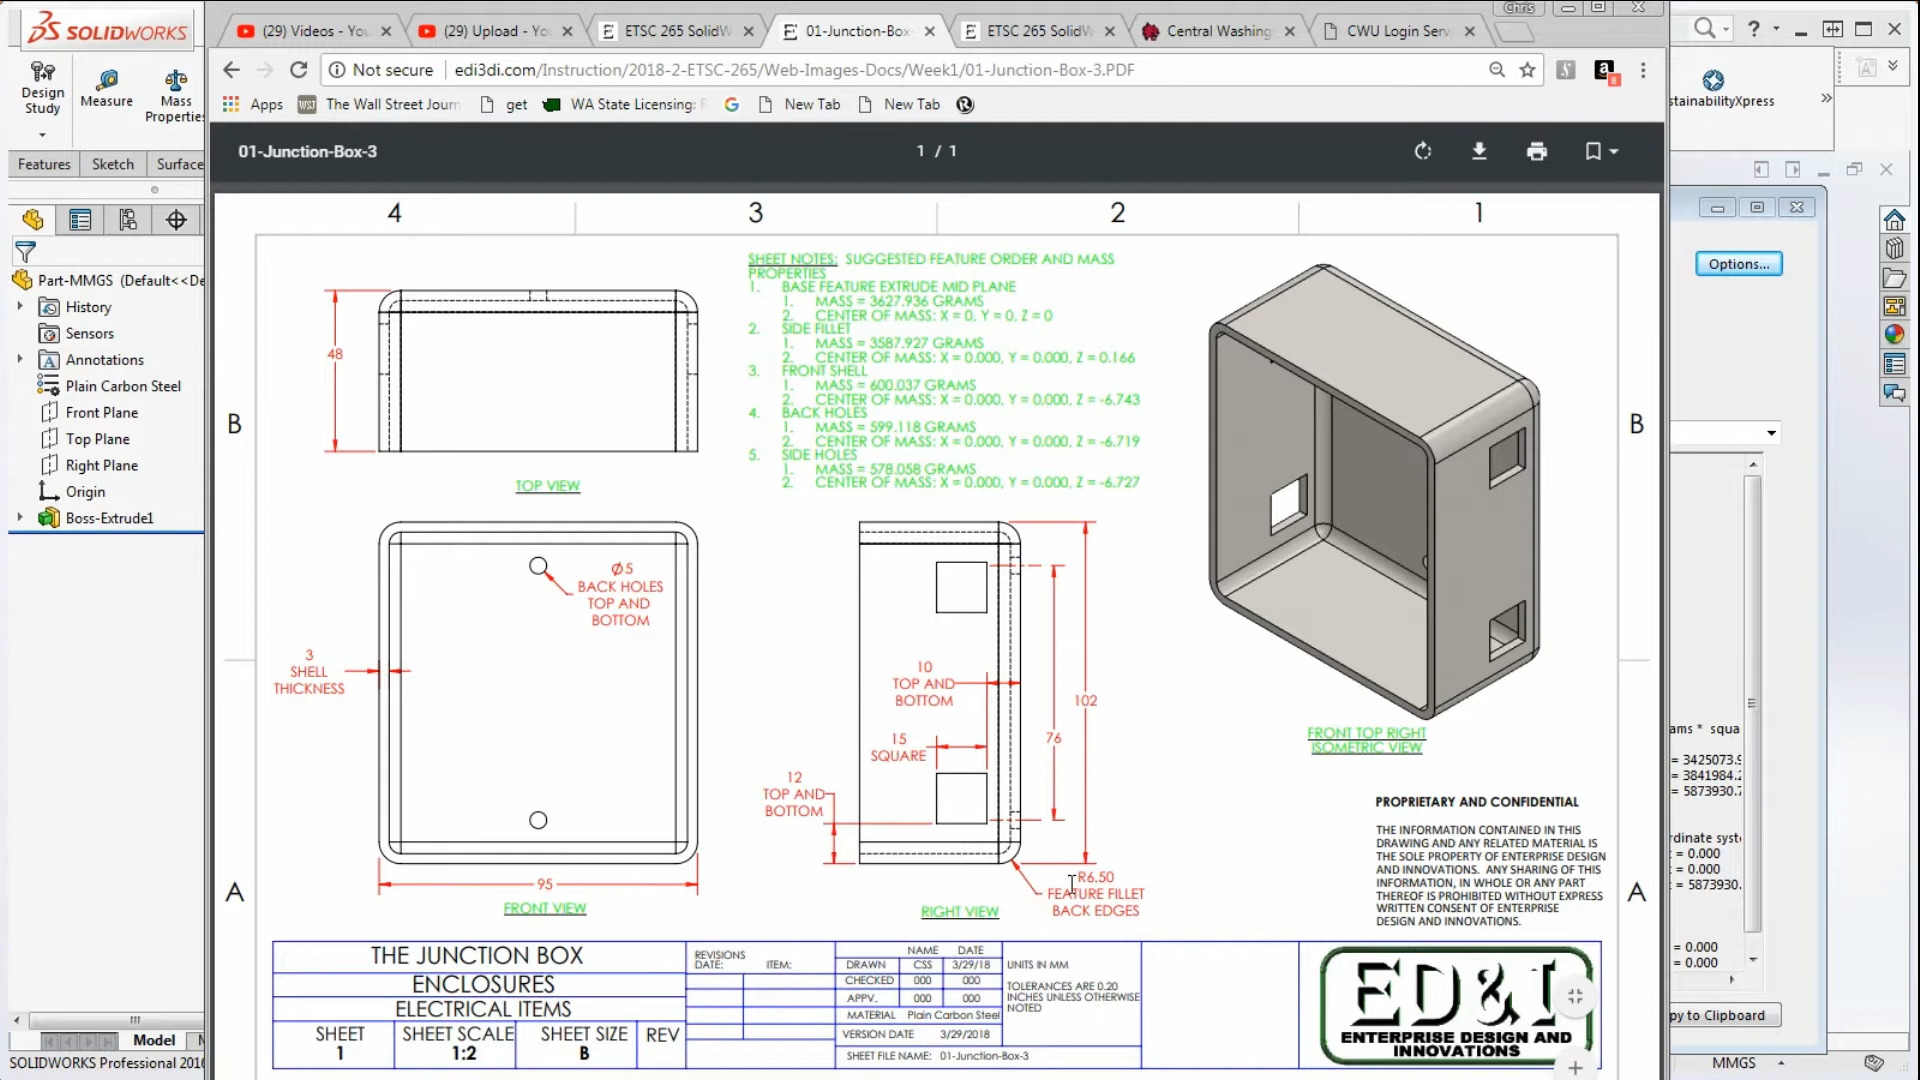 SOLIDWORKS
Chris
(29) Videos - You
(29) Upload - Yo
ETSC 265 SolidW
01-Junction-Box-
ETSC 265 SolidW
Central Washing
CWU Login Serv
Not secure
edi3di.com/Instruction/2018-2-ETSC-265/Web-Images-Docs/Week1/01-Junction-Box-3.PDF
8
Design
Study
Measure
Mass
Properties
stainabilityXpress
Apps
The Wall Street Journ
get
WA State Licensing: F
New Tab
New Tab
Features
Sketch
Surface
01-Junction-Box-3
1 / 1
4
3
2
1
Part-MMGS (Default<<De
History
Sensors
Annotations
Plain Carbon Steel
Front Plane
Top Plane
Right Plane
Origin
Boss-Extrude1
SHEET NOTES: SUGGESTED FEATURE ORDER AND MASS
PROPERTIES
1. BASE FEATURE EXTRUDE MID PLANE
1. MASS = 3627.936 GRAMS
2. CENTER OF MASS: X = 0, Y = 0, Z = 0
2. SIDE FILLET
1. MASS = 3587.927 GRAMS
2. CENTER OF MASS: X = 0.000, Y = 0.000, Z = 0.166
3. FRONT SHELL
1. MASS = 600.037 GRAMS
2. CENTER OF MASS: X = 0.000, Y = 0.000, Z = -6.743
4. BACK HOLES
1. MASS = 599.118 GRAMS
2. CENTER OF MASS: X = 0.000, Y = 0.000, Z = -6.719
5. SIDE HOLES
1. MASS = 578.058 GRAMS
2. CENTER OF MASS: X = 0.000, Y = 0.000, Z = -6.727
Options...
48
B
B
TOP VIEW
Ø5
BACK HOLES
TOP AND
BOTTOM
3
SHELL
THICKNESS
10
TOP AND
BOTTOM
102
76
15
SQUARE
12
TOP AND
BOTTOM
R6.50
FEATURE FILLET
BACK EDGES
95
FRONT VIEW
RIGHT VIEW
FRONT TOP RIGHT
ISOMETRIC VIEW
A
A
PROPRIETARY AND CONFIDENTIAL
THE INFORMATION CONTAINED IN THIS
DRAWING AND ANY RELATED MATERIAL IS
THE SOLE PROPERTY OF ENTERPRISE DESIGN
AND INNOVATIONS. ANY SHARING OF THIS
INFORMATION, IN WHOLE OR ANY PART
THEREOF IS PROHIBITED WITHOUT EXPRESS
WRITTEN CONSENT OF ENTERPRISE
DESIGN AND INNOVATIONS.
ams * squa
= 3425073.9
= 3841984.2
= 5873930.7
rdinate syste
= 0.000
= 0.000
= 5873930.
= 0.000
= 0.000
py to Clipboard
THE JUNCTION BOX
ENCLOSURES
ELECTRICAL ITEMS
SHEET
1
SHEET SCALE
1:2
SHEET SIZE
B
REV
REVISIONS
DATE: ITEM:
NAME DATE
DRAWN CSS 3/29/18
CHECKED 000 000
APPV. 000 000
MATERIAL Plain Carbon Steel
VERSION DATE 3/29/2018
SHEET FILE NAME: 01-Junction-Box-3
UNITS IN MM
TOLERANCES ARE 0.20
INCHES UNLESS OTHERWISE
NOTED
ED&I
ENTERPRISE DESIGN AND
INNOVATIONS
Model
SOLIDWORKS Professional 201
MMGS